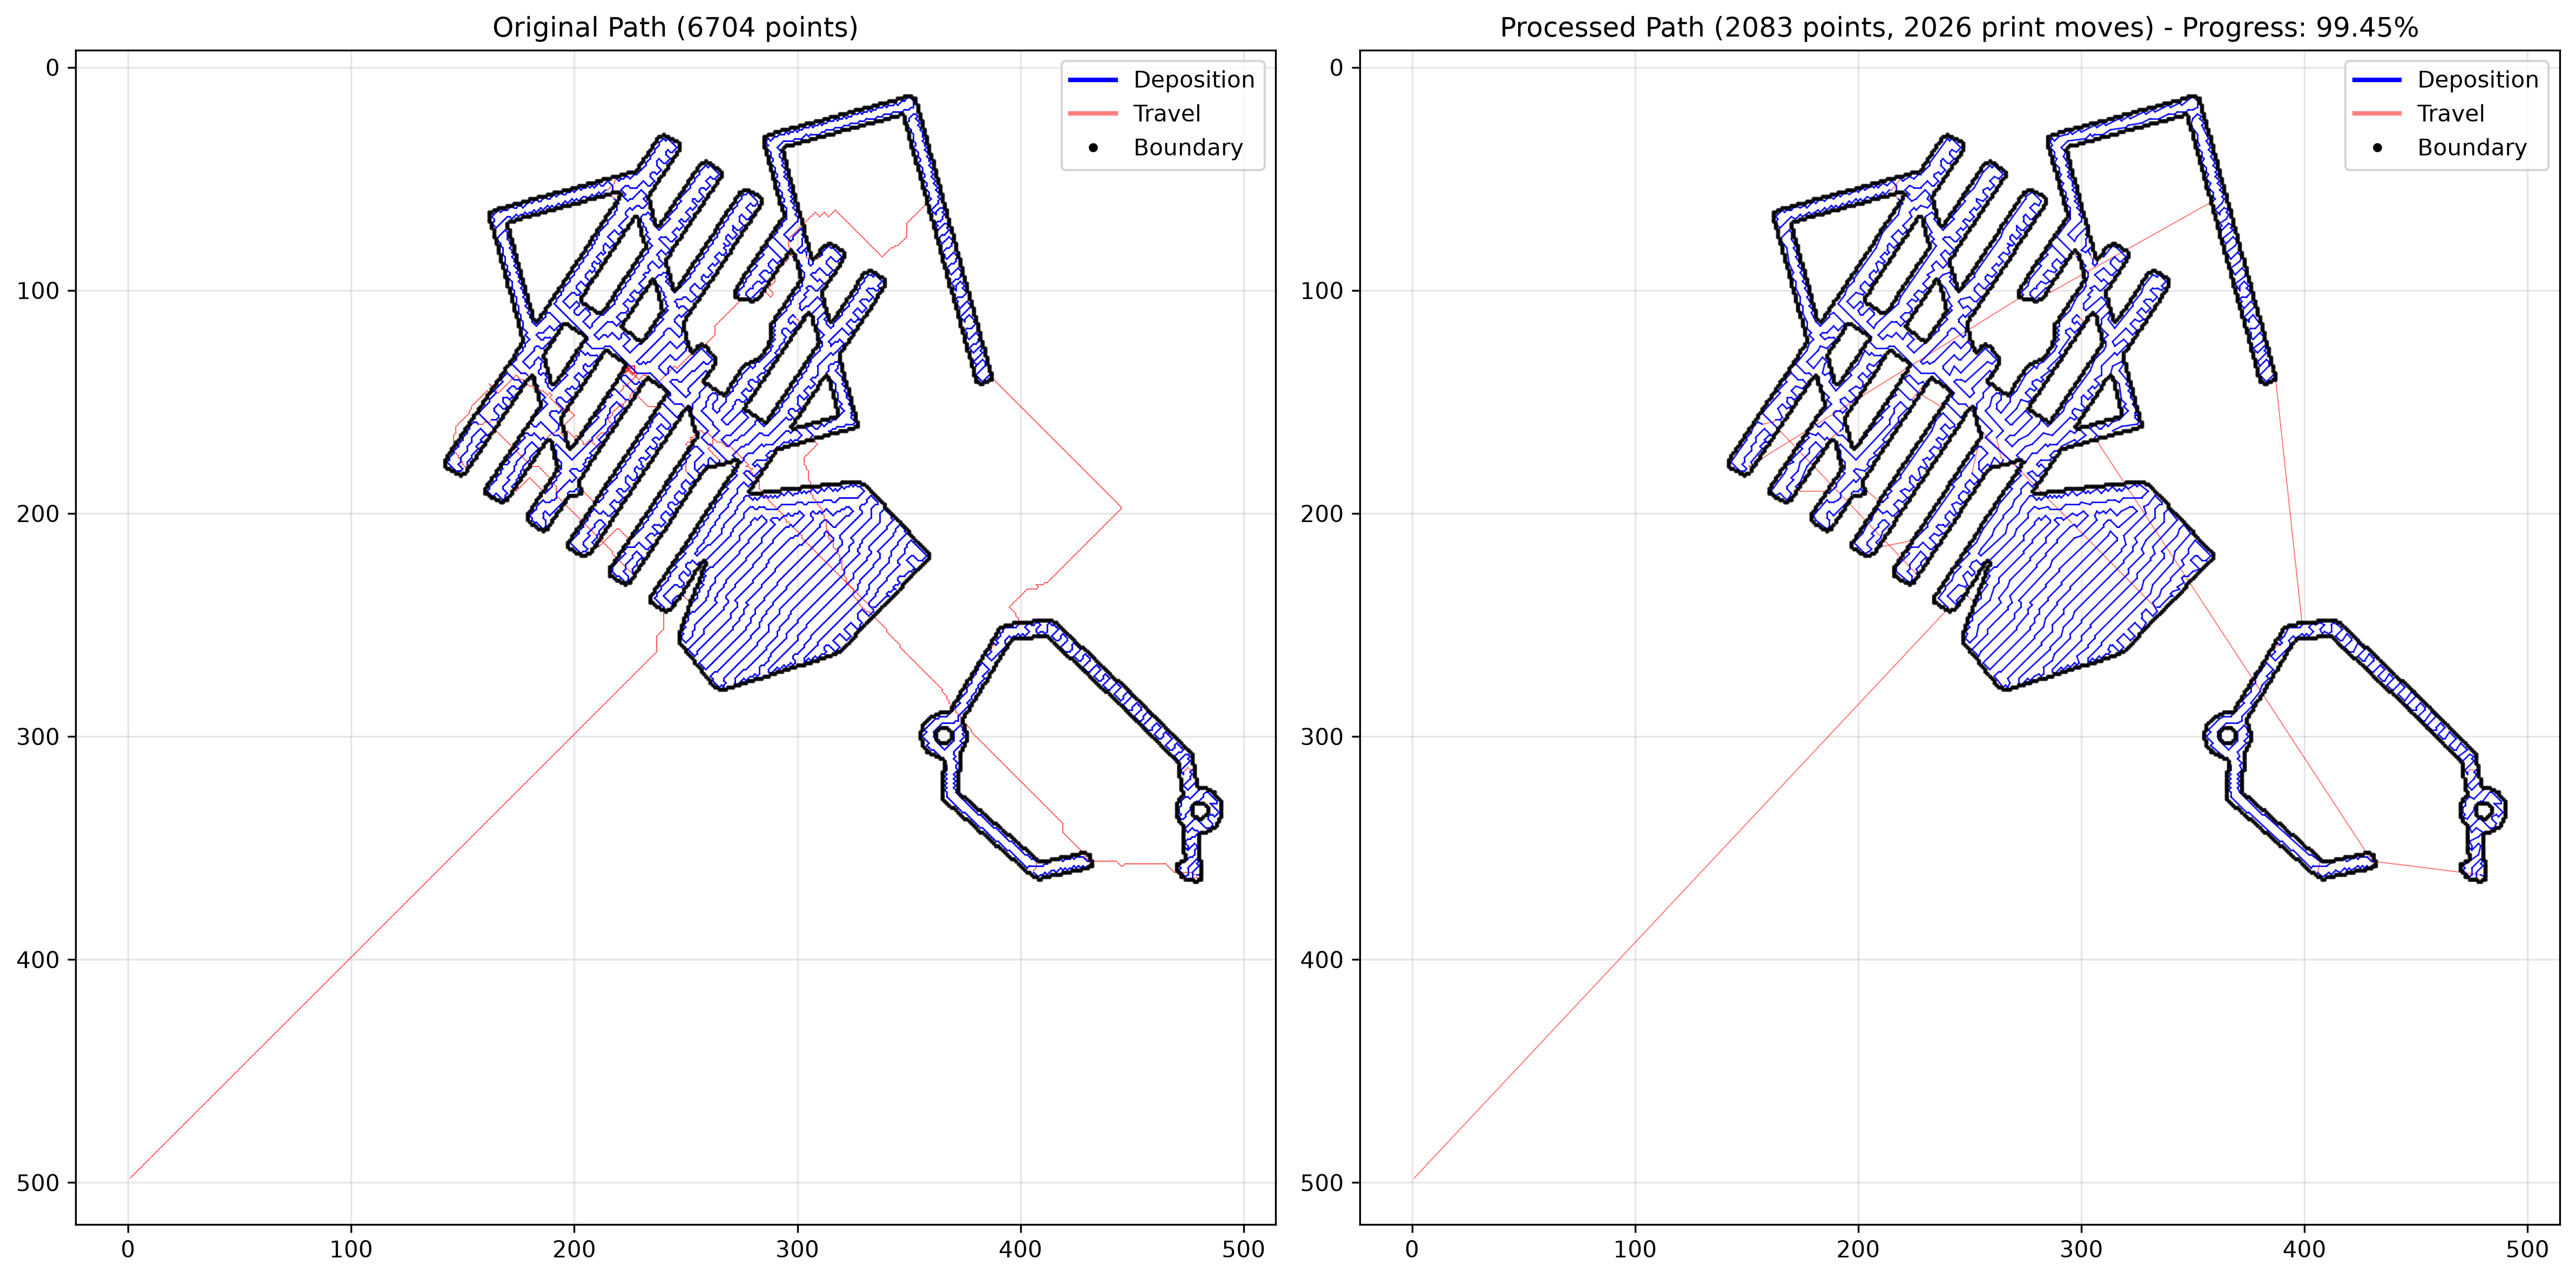 Original Path (6704 points)
Deposition
Travel
Boundary
0
100
200
300
400
500
0 100 200 300 400 500
Processed Path (2083 points, 2026 print moves) - Progress: 99.45%
Deposition
Travel
Boundary
0
100
200
300
400
500
0 100 200 300 400 500